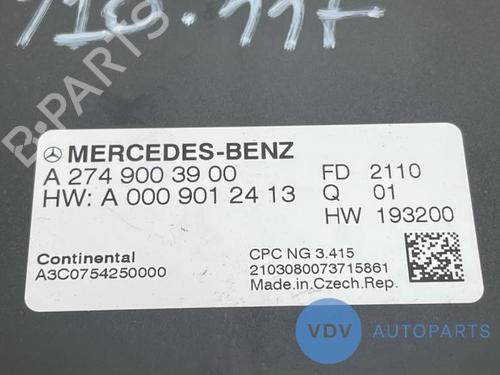 MERCEDES-BENZ
A 274 900 39 00
HW: A 000 901 24 13
FD 2110
Q 01
HW 193200
Continental
A3C0754250000
CPC NG 3.415
2103080073715861
Made.in.Czech.Rep.
B-PARTS
VDV AUTOPARTS